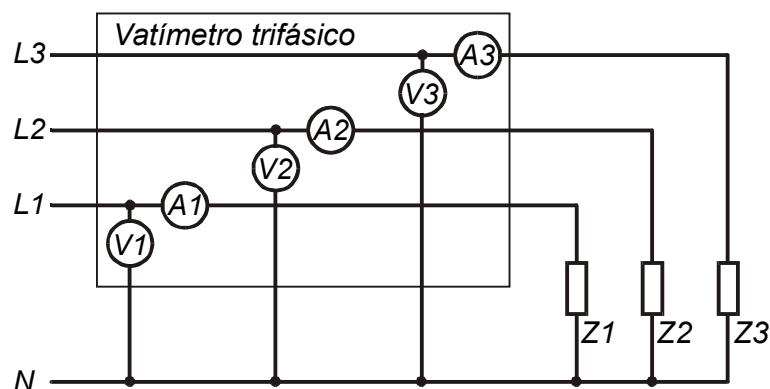 Vatímetro trifásico
L3
A3
V3
L2
A2
V2
L1
A1
V1
Z1
Z2
Z3
N